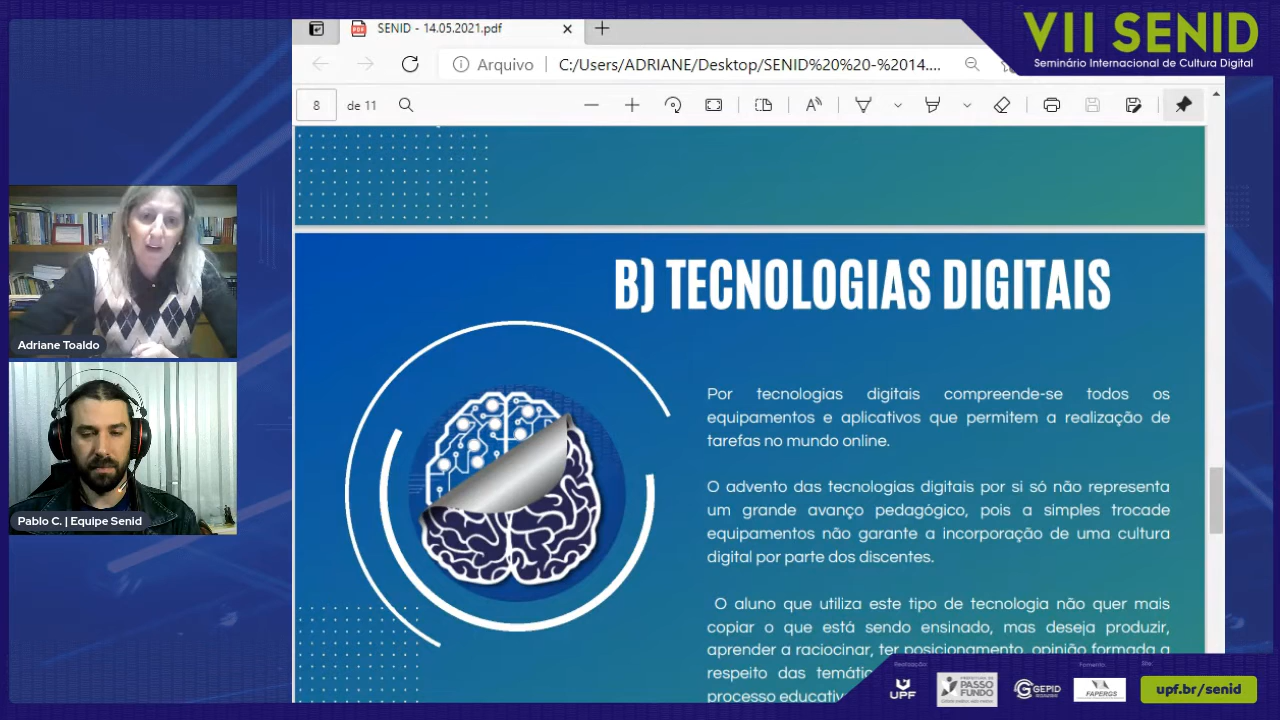 SENID - 14.05.2021.pdf
VII SENID
Seminário Internacional de Cultura Digital
Arquivo
C:/Users/ADRIANE/Desktop/SENID%20%20-%2014....
8 de 11
B) TECNOLOGIAS DIGITAIS
Adriane Toaldo
Pablo C. | Equipe Senid
Por tecnologias digitais compreende-se todos os
equipamentos e aplicativos que permitem a realização de
tarefas no mundo online.
O advento das tecnologias digitais por si só não representa
um grande avanço pedagógico, pois a simples trocade
equipamentos não garante a incorporação de uma cultura
digital por parte dos discentes.
O aluno que utiliza este tipo de tecnologia não quer mais
copiar o que está sendo ensinado, mas deseja produzir,
aprender a raciocinar, ter posicionamento, opinião formada a
respeito das temátic
processo educativ
Realização:
Fomento:
Site:
UPF
PREFEITURA DE
PASSO
FUNDO
GEPID
FAPERGS
upf.br/senid